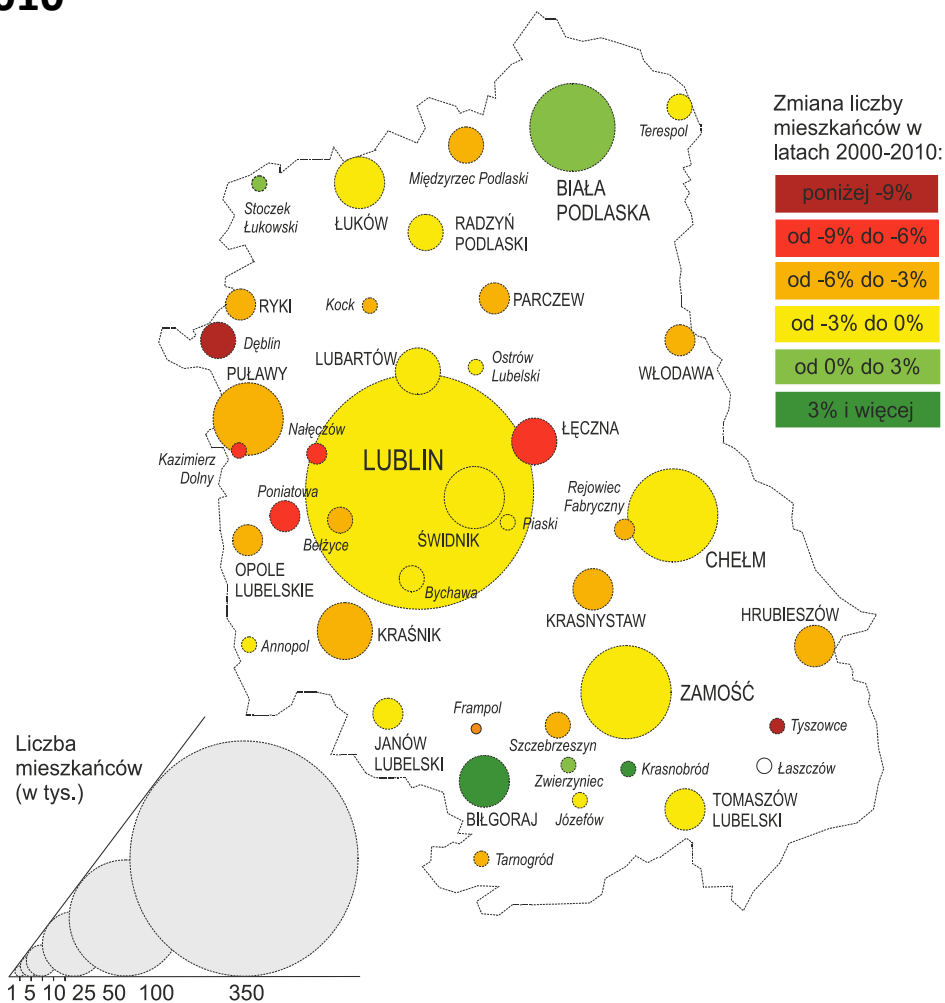 Zmiana liczby
mieszkańców w
latach 2000-2010:
poniżej -9%
od -9% do -6%
od -6% do -3%
od -3% do 0%
od 0% do 3%
3% i więcej
Terespol
Międzyrzec Podlaski
BIAŁA
PODLASKA
Stoczek
Łukowski
ŁUKÓW
RADZYŃ
PODLASKI
RYKI
Kock
PARCZEW
Dęblin
LUBARTÓW
Ostrów
Lubelski
WŁODAWA
PUŁAWY
Nałęczów
ŁĘCZNA
Kazimierz
Dolny
LUBLIN
Poniatowa
Rejowiec
Fabryczny
Bełżyce
ŚWIDNIK
Piaski
CHEŁM
OPOLE
LUBELSKIE
Bychawa
KRASNYSTAW
HRUBIESZÓW
KRAŚNIK
Annopol
ZAMOŚĆ
Frampol
Tyszowce
JANÓW
LUBELSKI
Szczebrzeszyn
Zwierzyniec
Krasnobród
Łaszczów
BIŁGORAJ
Józefów
TOMASZÓW
LUBELSKI
Tarnogród
Liczba
mieszkańców
(w tys.)
1 5 10 25 50 100 350